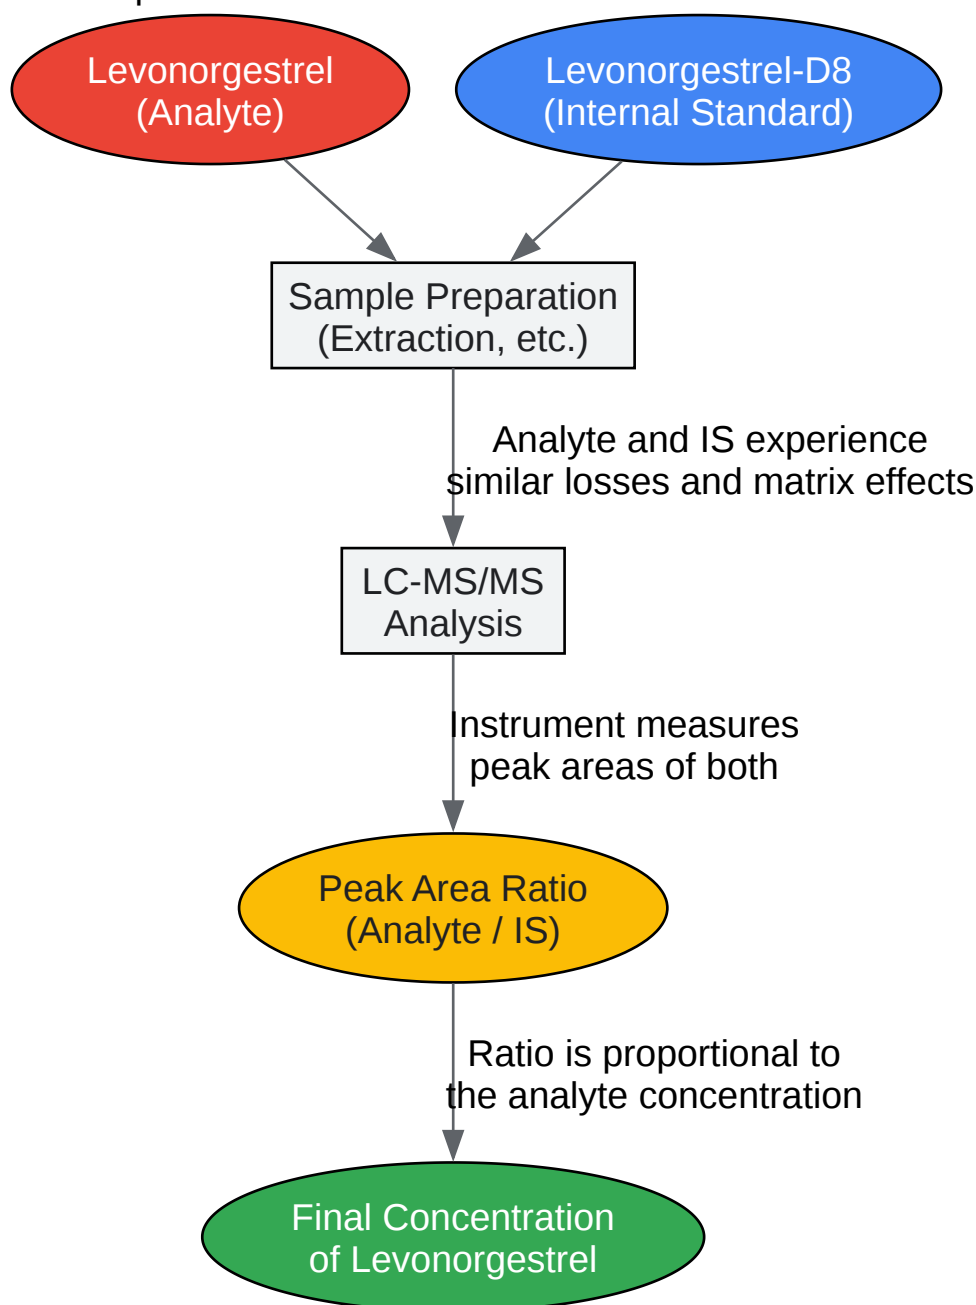 Levonorgestrel
(Analyte)
Levonorgestrel-D8
(Internal Standard)
Sample Preparation
(Extraction, etc.)
Analyte and IS experience
similar losses and matrix effects
LC-MS/MS
Analysis
Instrument measures
peak areas of both
Peak Area Ratio
(Analyte / IS)
Ratio is proportional to
the analyte concentration
Final Concentration
of Levonorgestrel